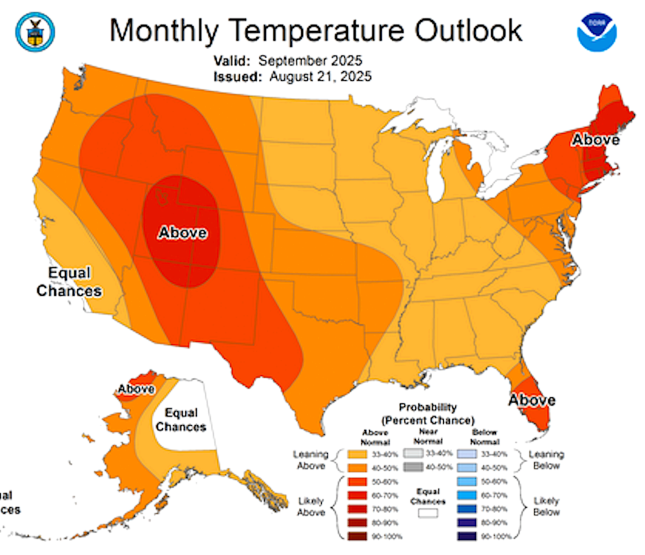 Monthly Temperature Outlook
Valid: September 2025
Issued: August 21, 2025
Above
Above
Equal
Chances
Above
Above
Equal
Chances
Probability
(Percent Chance)
Above
Normal
Near
Normal
Below
Normal
Leaning
Above
33-40%
40-50%
33-40%
40-50%
33-40%
40-50%
Leaning
Below
Likely
Above
50-60%
60-70%
70-80%
80-90%
90-100%
Equal
Chances
50-60%
60-70%
70-80%
80-90%
90-100%
Likely
Below
ual
ces